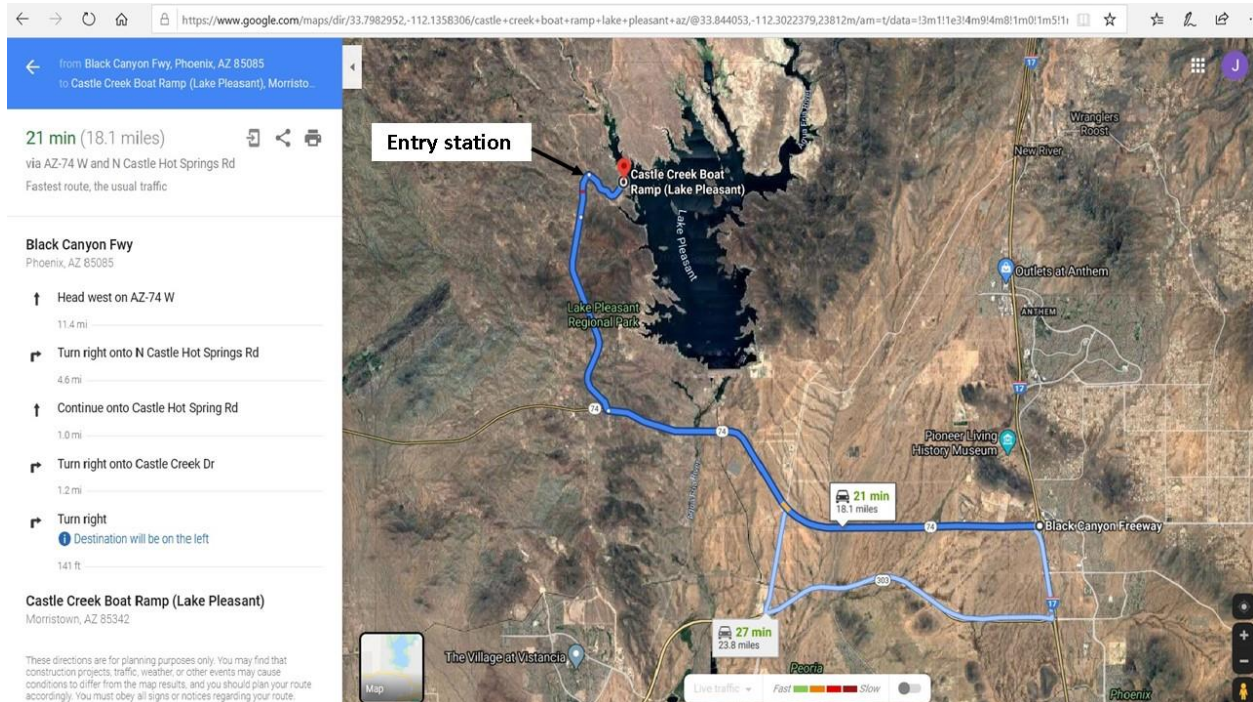 https://www.google.com/maps/dir/33.7982952,-112.1358306/castle+creek+boat+ramp+lake+pleasant+az/@33.844053,-112.3022379,23812m/am=t/data=!3m1!1e3!4m9!4m8!1m0!1m5!1
J
from Black Canyon Fwy, Phoenix, AZ 85085
to Castle Creek Boat Ramp (Lake Pleasant), Morristo...
21 min (18.1 miles)
via AZ-74 W and N Castle Hot Springs Rd
Fastest route, the usual traffic
Black Canyon Fwy
Phoenix, AZ 85085
Head west on AZ-74 W
11.4 mi
Turn right onto N Castle Hot Springs Rd
4.6 mi
Continue onto Castle Hot Spring Rd
1.0 mi
Turn right onto Castle Creek Dr
1.2 mi
Turn right
Destination will be on the left
141 ft
Castle Creek Boat Ramp (Lake Pleasant)
Morristown, AZ 85342
These directions are for planning purposes only. You may find that
construction projects, traffic, weather, or other events may cause
conditions to differ from the map results, and you should plan your route
accordingly. You must obey all signs or notices regarding your route.
17
Wranglers
Roost
New River
Agua Fria River
Entry station
Castle Creek Boat
Ramp (Lake Pleasant)
Lake Pleasant
Outlets at Anthem
ANTHEM
Lake Pleasant
Regional Park
17
74
74
Pioneer Living
History Museum
Agua Fria River
21 min
18.1 miles
74
Black Canyon Freeway
303
17
27 min
23.8 miles
The Village at Vistancia
Peoria
Map
Live traffic
Fast
Slow
Phoenix